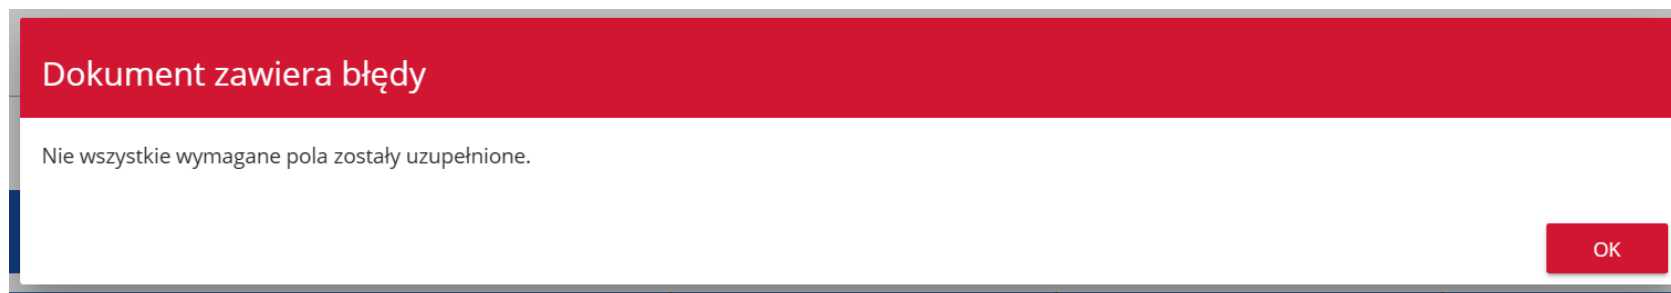 Dokument zawiera błędy
Nie wszystkie wymagane pola zostały uzupełnione.
OK